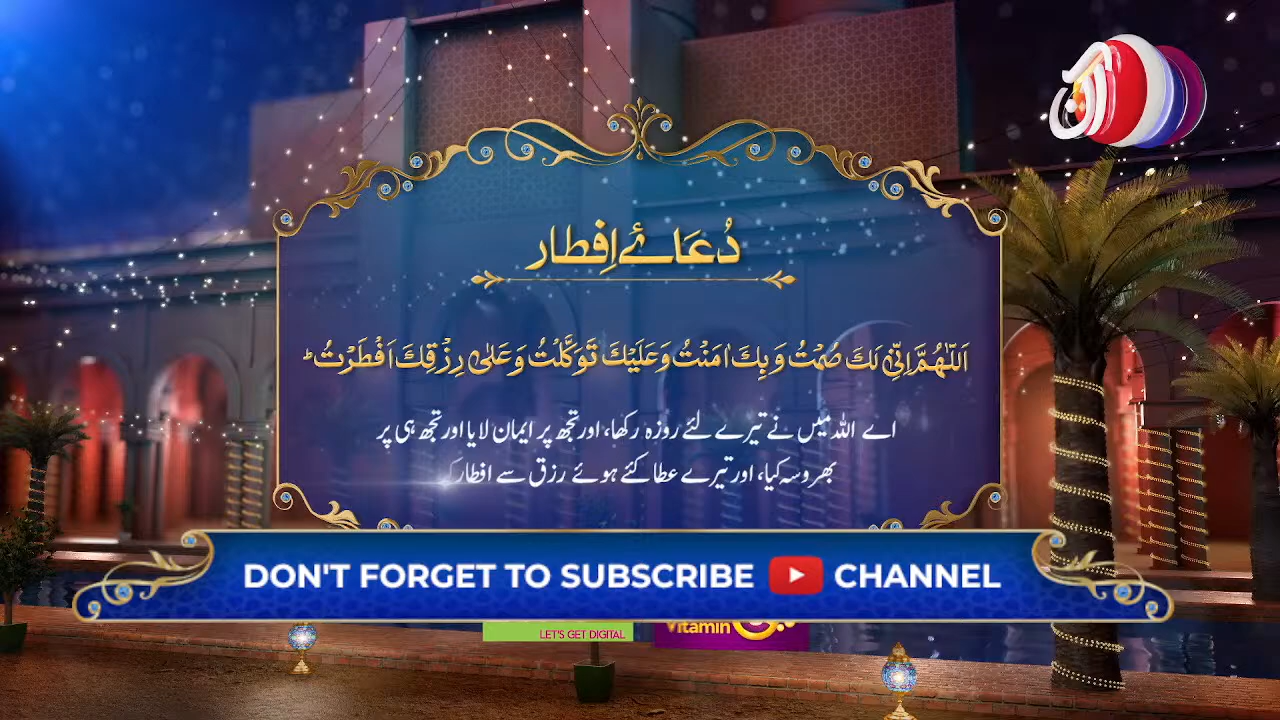 دُعَائے اِفطار
اَللّٰهُمَّ اِنِّیْ لَکَ صُمْتُ وَ بِکَ اٰمَنْتُ وَ عَلَیْکَ تَوَکَّلْتُ وَ عَلٰی رِزْقِکَ اَفْطَرْتُ ؕ
اے اللہ میں نے تیرے لئے روزہ رکھا، اور تجھ پر ایمان لایا اور تجھ ہی پر
بھروسہ کیا، اور تیرے عطا کئے ہوئے رزق سے افطار
DON'T FORGET TO SUBSCRIBE CHANNEL
LET'S GET DIGITAL
Vitamin